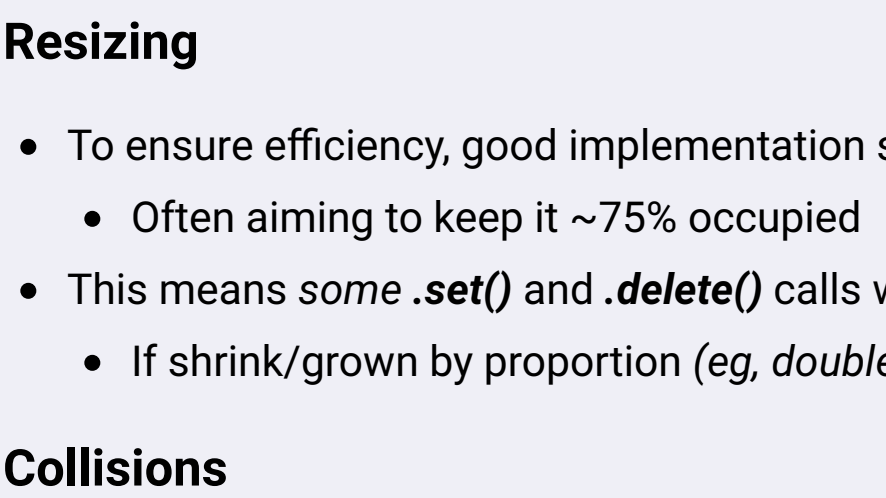 Resizing
• To ensure efficiency, good implementation
• Often aiming to keep it ~75% occupied
• This means some .set() and .delete() calls
• If shrink/grown by proportion (eg, double
Collisions